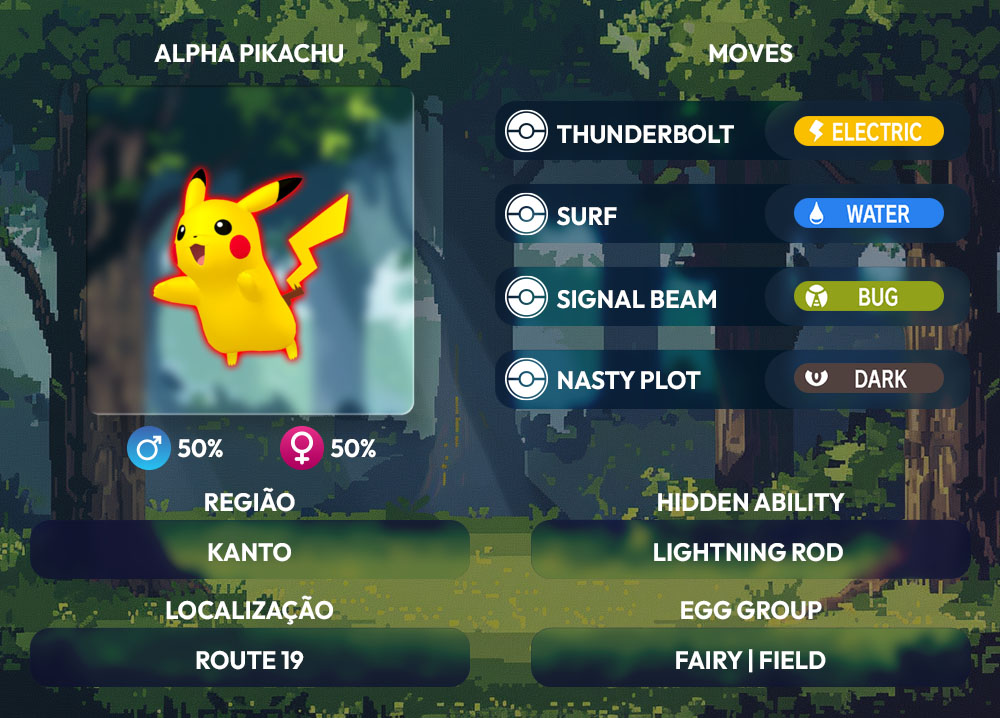 ALPHA PIKACHU
50%
50%
REGIÃO
KANTO
LOCALIZAÇÃO
ROUTE 19
MOVES
THUNDERBOLT ELECTRIC
SURF WATER
SIGNAL BEAM BUG
NASTY PLOT DARK
HIDDEN ABILITY
LIGHTNING ROD
EGG GROUP
FAIRY | FIELD